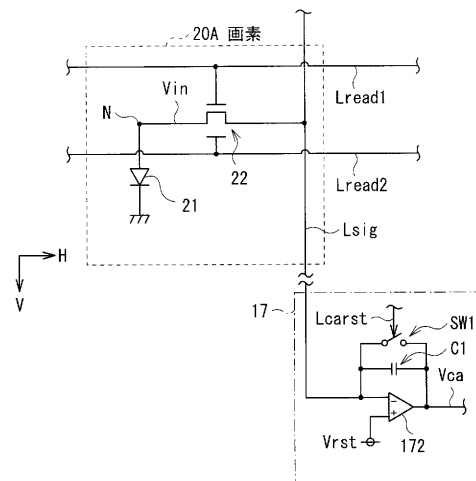 20A 画素
Vin
N
Lread1
22
Lread2
21
Lsig
H
V
17
Lcarst
SW1
C1
Vca
−
+
Vrst
172